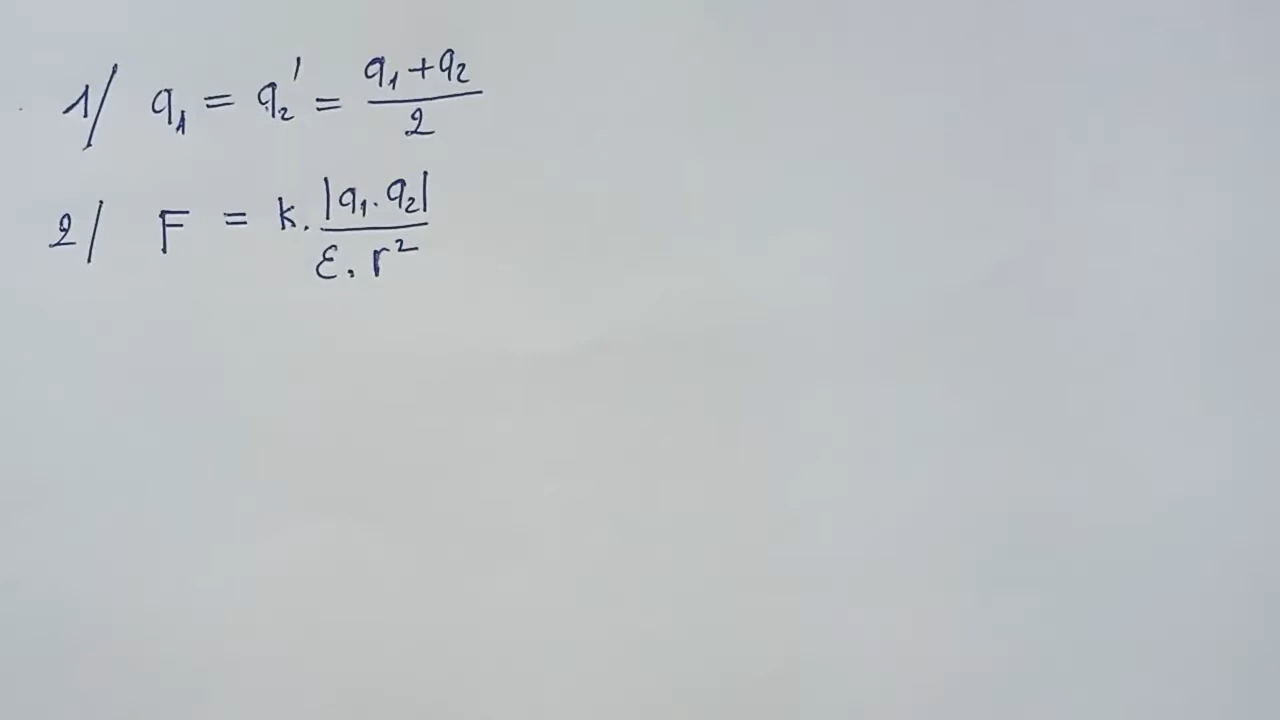 1/ q₁ = q₂' = (q₁+q₂)/2
2/ F = k. |q₁.q₂|/(ε.r²)